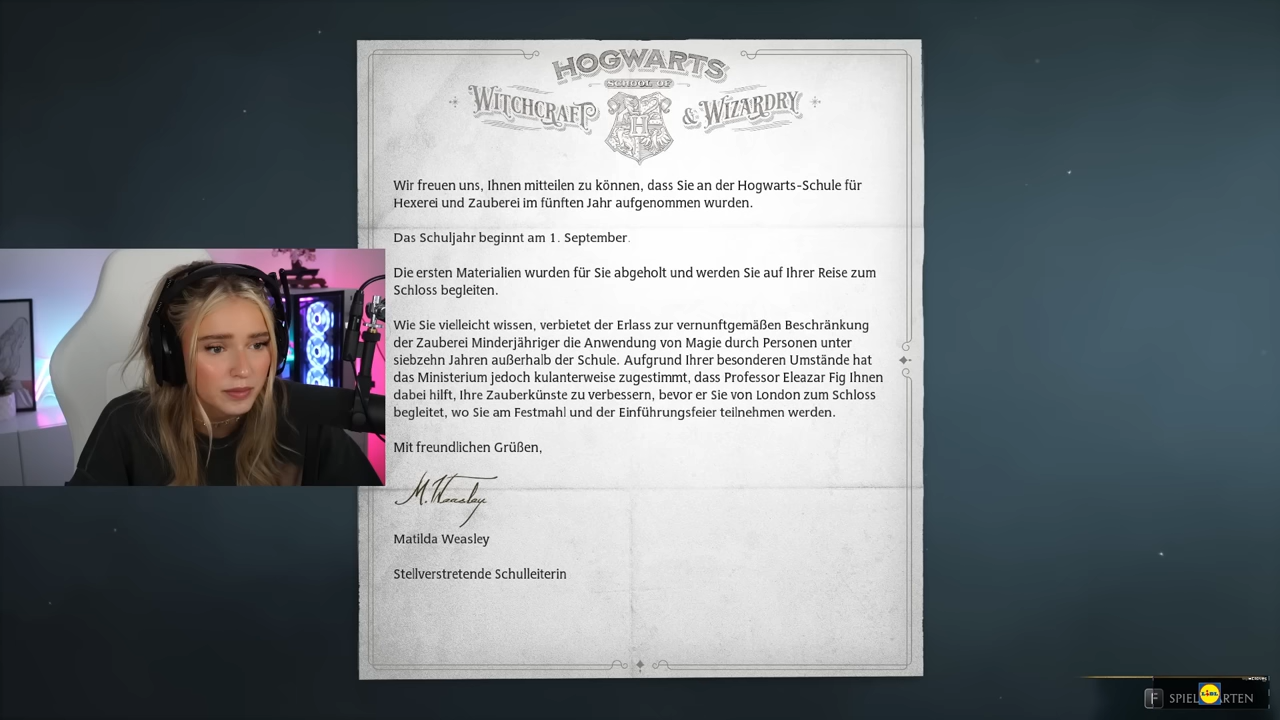 HOGWARTS
SCHOOL OF
WITCHCRAFT & WIZARDRY
H
Wir freuen uns, Ihnen mitteilen zu können, dass Sie an der Hogwarts-Schule für
Hexerei und Zauberei im fünften Jahr aufgenommen wurden.
Das Schuljahr beginnt am 1. September.
Die ersten Materialien wurden für Sie abgeholt und werden Sie auf Ihrer Reise zum
Schloss begleiten.
Wie Sie vielleicht wissen, verbietet der Erlass zur vernunftgemäßen Beschränkung
der Zauberei Minderjähriger die Anwendung von Magie durch Personen unter
siebzehn Jahren außerhalb der Schule. Aufgrund Ihrer besonderen Umstände hat
das Ministerium jedoch kulanterweise zugestimmt, dass Professor Eleazar Fig Ihnen
dabei hilft, Ihre Zauberkünste zu verbessern, bevor er Sie von London zum Schloss
begleitet, wo Sie am Festmahl und der Einführungsfeier teilnehmen werden.
Mit freundlichen Grüßen,
M. Weasley
Matilda Weasley
Stellverstretende Schulleiterin
F SPIEL LIDL ARTEN